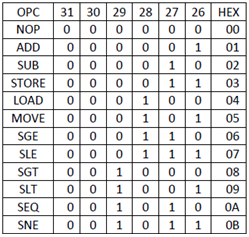 OPC 31 30 29 28 27 26 HEX
NOP 0 0 0 0 0 0 00
ADD 0 0 0 0 0 1 01
SUB 0 0 0 0 1 0 02
STORE 0 0 0 0 1 1 03
LOAD 0 0 0 1 0 0 04
MOVE 0 0 0 1 0 1 05
SGE 0 0 0 1 1 0 06
SLE 0 0 0 1 1 1 07
SGT 0 0 1 0 0 0 08
SLT 0 0 1 0 0 1 09
SEQ 0 0 1 0 1 0 0A
SNE 0 0 1 0 1 1 0B